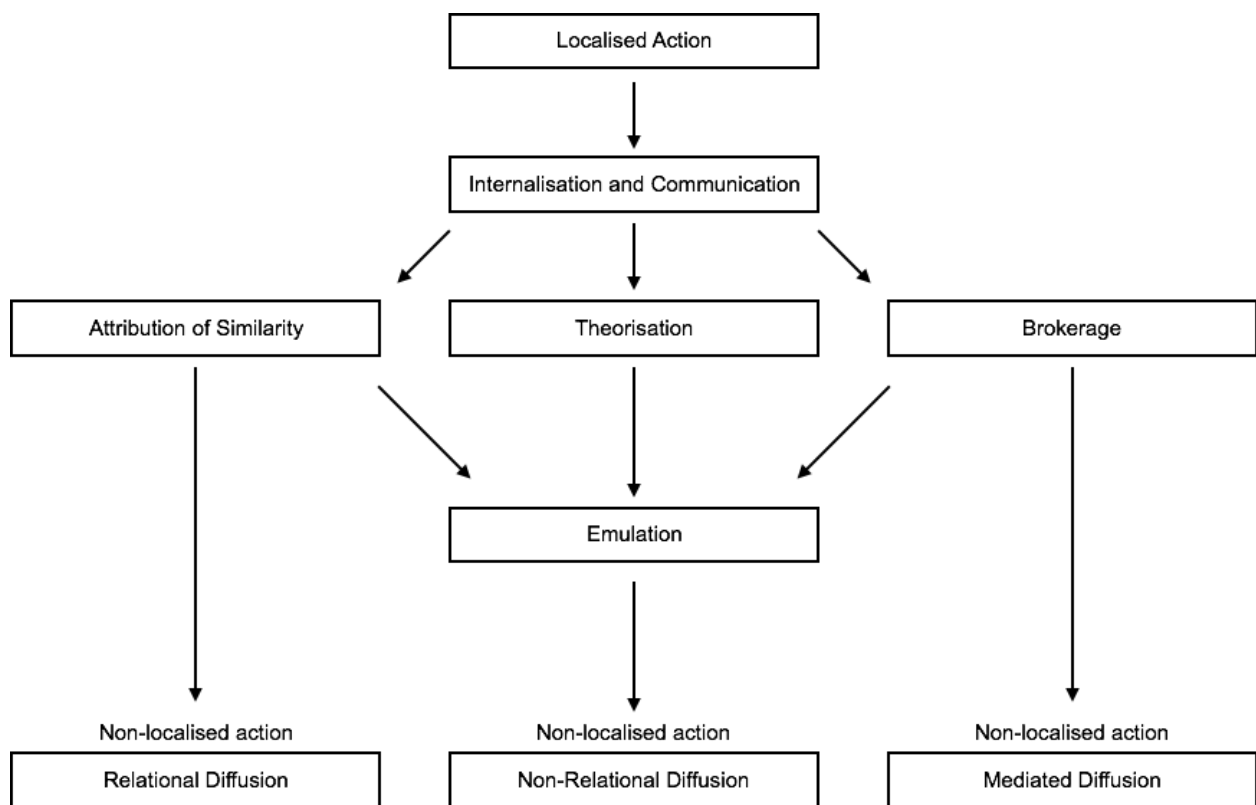 Localised Action
Internalisation and Communication
Attribution of Similarity
Theorisation
Brokerage
Emulation
Non-localised action
Non-localised action
Non-localised action
Relational Diffusion
Non-Relational Diffusion
Mediated Diffusion